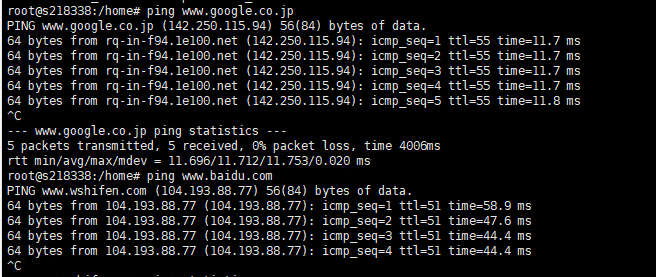 root@s218338:/home# ping www.google.co.jp
PING www.google.co.jp (142.250.115.94) 56(84) bytes of data.
64 bytes from rq-in-f94.1e100.net (142.250.115.94): icmp_seq=1 ttl=55 time=11.7 ms
64 bytes from rq-in-f94.1e100.net (142.250.115.94): icmp_seq=2 ttl=55 time=11.7 ms
64 bytes from rq-in-f94.1e100.net (142.250.115.94): icmp_seq=3 ttl=55 time=11.7 ms
64 bytes from rq-in-f94.1e100.net (142.250.115.94): icmp_seq=4 ttl=55 time=11.7 ms
64 bytes from rq-in-f94.1e100.net (142.250.115.94): icmp_seq=5 ttl=55 time=11.8 ms
^C
--- www.google.co.jp ping statistics ---
5 packets transmitted, 5 received, 0% packet loss, time 4006ms
rtt min/avg/max/mdev = 11.696/11.712/11.753/0.020 ms
root@s218338:/home# ping www.baidu.com
PING www.wshifen.com (104.193.88.77) 56(84) bytes of data.
64 bytes from 104.193.88.77 (104.193.88.77): icmp_seq=1 ttl=51 time=58.9 ms
64 bytes from 104.193.88.77 (104.193.88.77): icmp_seq=2 ttl=51 time=47.6 ms
64 bytes from 104.193.88.77 (104.193.88.77): icmp_seq=3 ttl=51 time=44.4 ms
64 bytes from 104.193.88.77 (104.193.88.77): icmp_seq=4 ttl=51 time=44.4 ms
^C